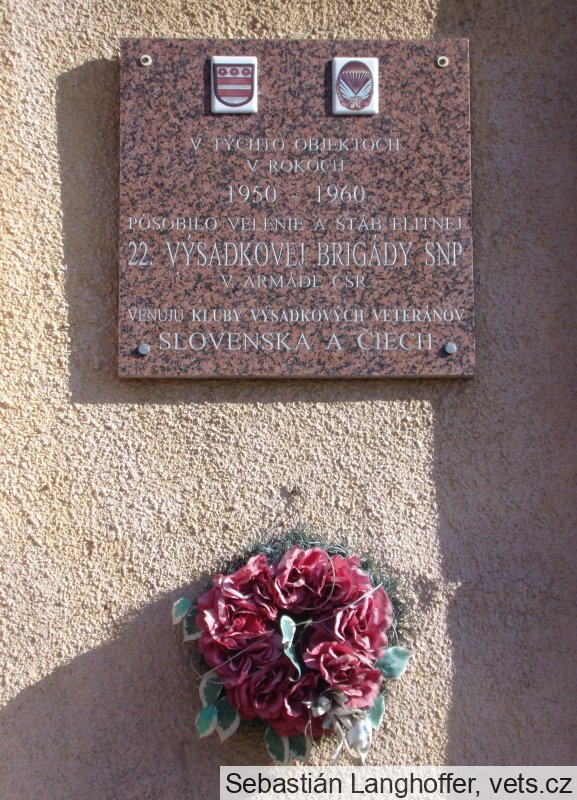 V TÝCHTO OBJEKTOCH
V ROKOCH
1950 - 1960
PÔSOBILO VELENIE A ŠTÁB ELITNEJ
22. VÝSADKOVEJ BRIGÁDY SNP
V ARMÁDE ČSR.
VENUJÚ KLUBY VÝSADKOVÝCH VETERÁNOV
SLOVENSKA A ČIECH
Sebastián Langhoffer, vets.cz